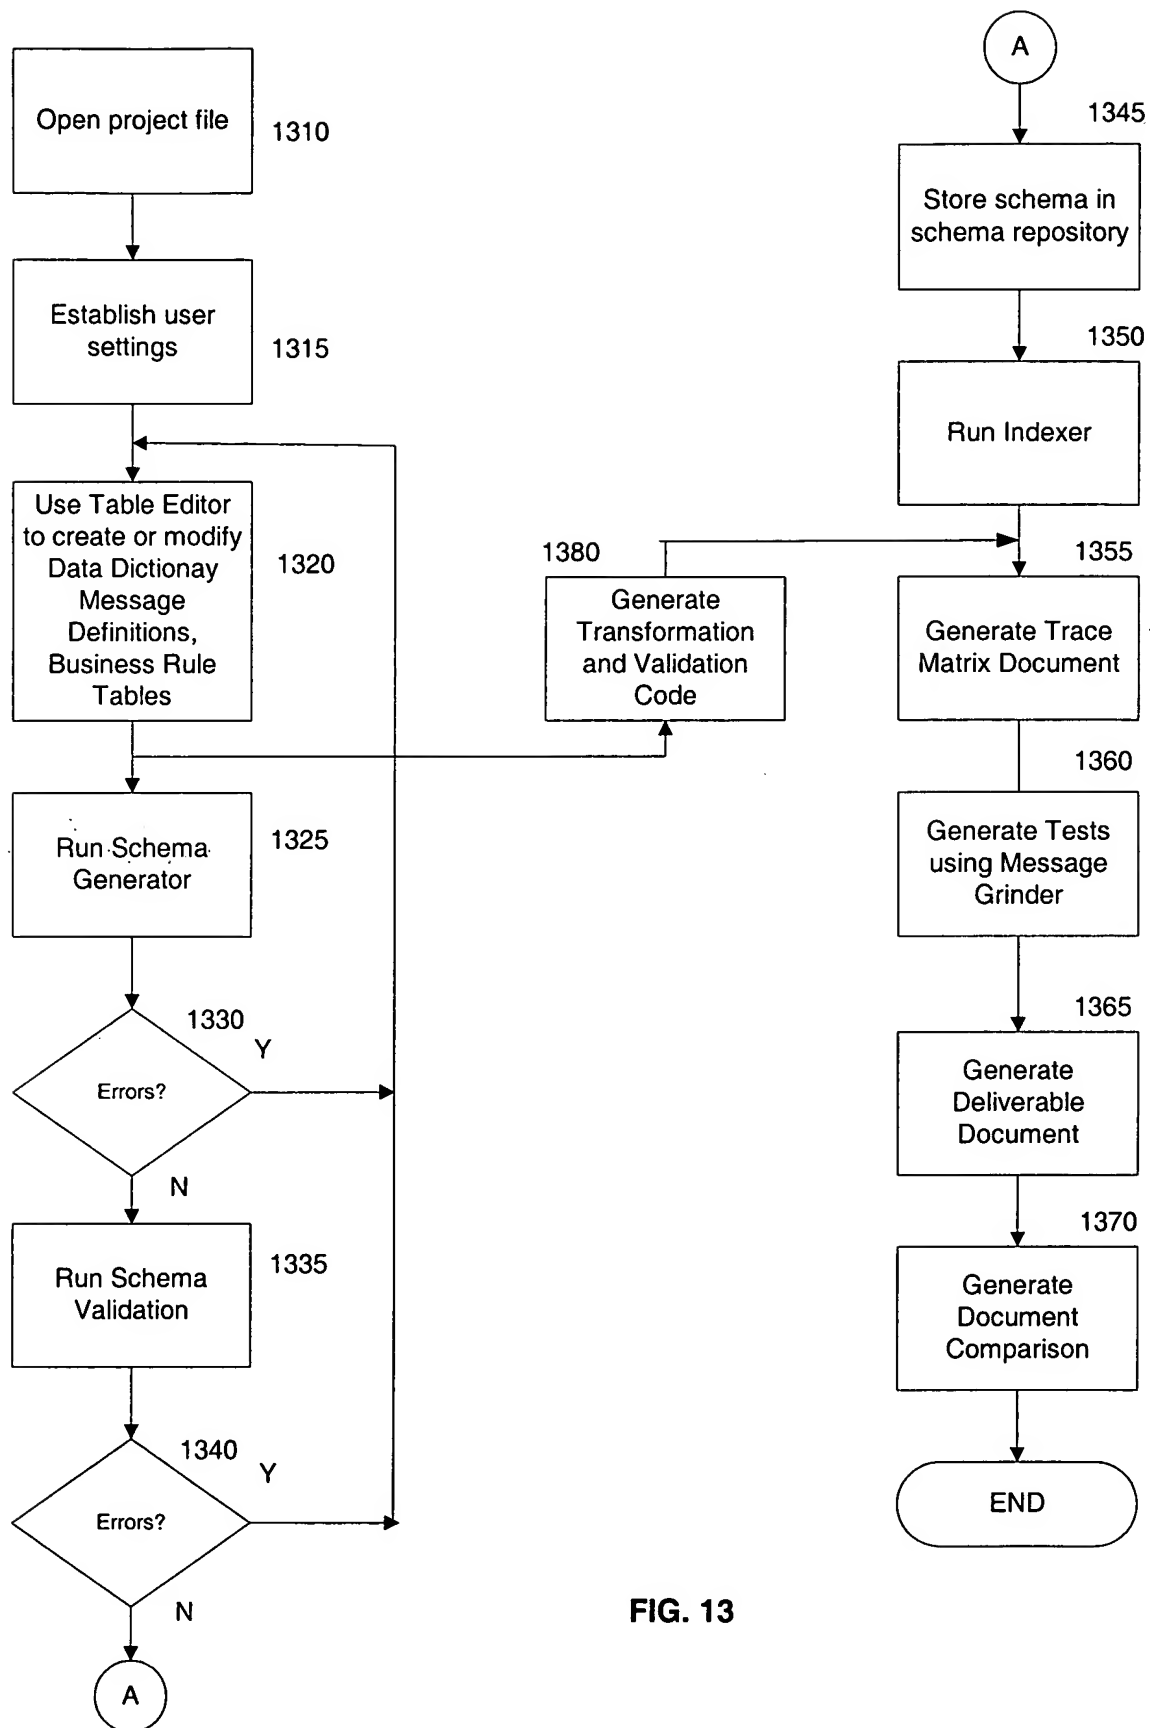 Open project file
1310
Establish user
settings
1315
Use Table Editor
to create or modify
Data Dictionay
Message
Definitions,
Business Rule
Tables
1320
Run Schema
Generator
1325
1330
Errors?
Y
N
Run Schema
Validation
1335
1340
Errors?
Y
N
A
1380
Generate
Transformation
and Validation
Code
A
1345
Store schema in
schema repository
1350
Run Indexer
1355
Generate Trace
Matrix Document
1360
Generate Tests
using Message
Grinder
1365
Generate
Deliverable
Document
1370
Generate
Document
Comparison
END
FIG. 13